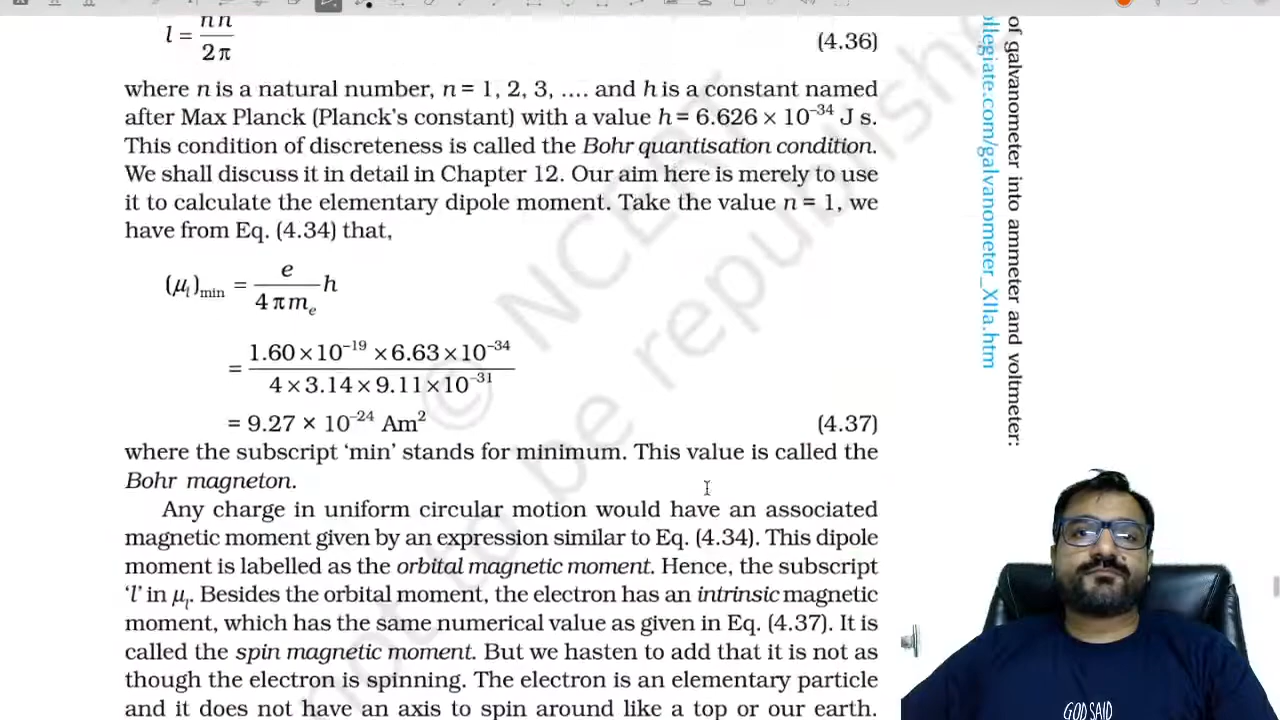 l = nh
2π
(4.36)
where n is a natural number, n = 1, 2, 3, .... and h is a constant named
after Max Planck (Planck's constant) with a value h = 6.626 × 10⁻³⁴ J s.
This condition of discreteness is called the Bohr quantisation condition.
We shall discuss it in detail in Chapter 12. Our aim here is merely to use
it to calculate the elementary dipole moment. Take the value n = 1, we
have from Eq. (4.34) that,
(μₗ)min = e / 4πmₑ h
= 1.60×10⁻¹⁹ ×6.63×10⁻³⁴ / 4×3.14×9.11×10⁻³¹
= 9.27 × 10⁻²⁴ Am² (4.37)
where the subscript ‘min’ stands for minimum. This value is called the
Bohr magneton.
Any charge in uniform circular motion would have an associated
magnetic moment given by an expression similar to Eq. (4.34). This dipole
moment is labelled as the orbital magnetic moment. Hence, the subscript
‘l’ in μₗ. Besides the orbital moment, the electron has an intrinsic magnetic
moment, which has the same numerical value as given in Eq. (4.37). It is
called the spin magnetic moment. But we hasten to add that it is not as
though the electron is spinning. The electron is an elementary particle
and it does not have an axis to spin around like a top or our earth.
© NCERT
not to be republished
of galvanometer into ammeter and voltmeter:
ollegiate.com/galvanometer_XIIa.htm
GOD SAID